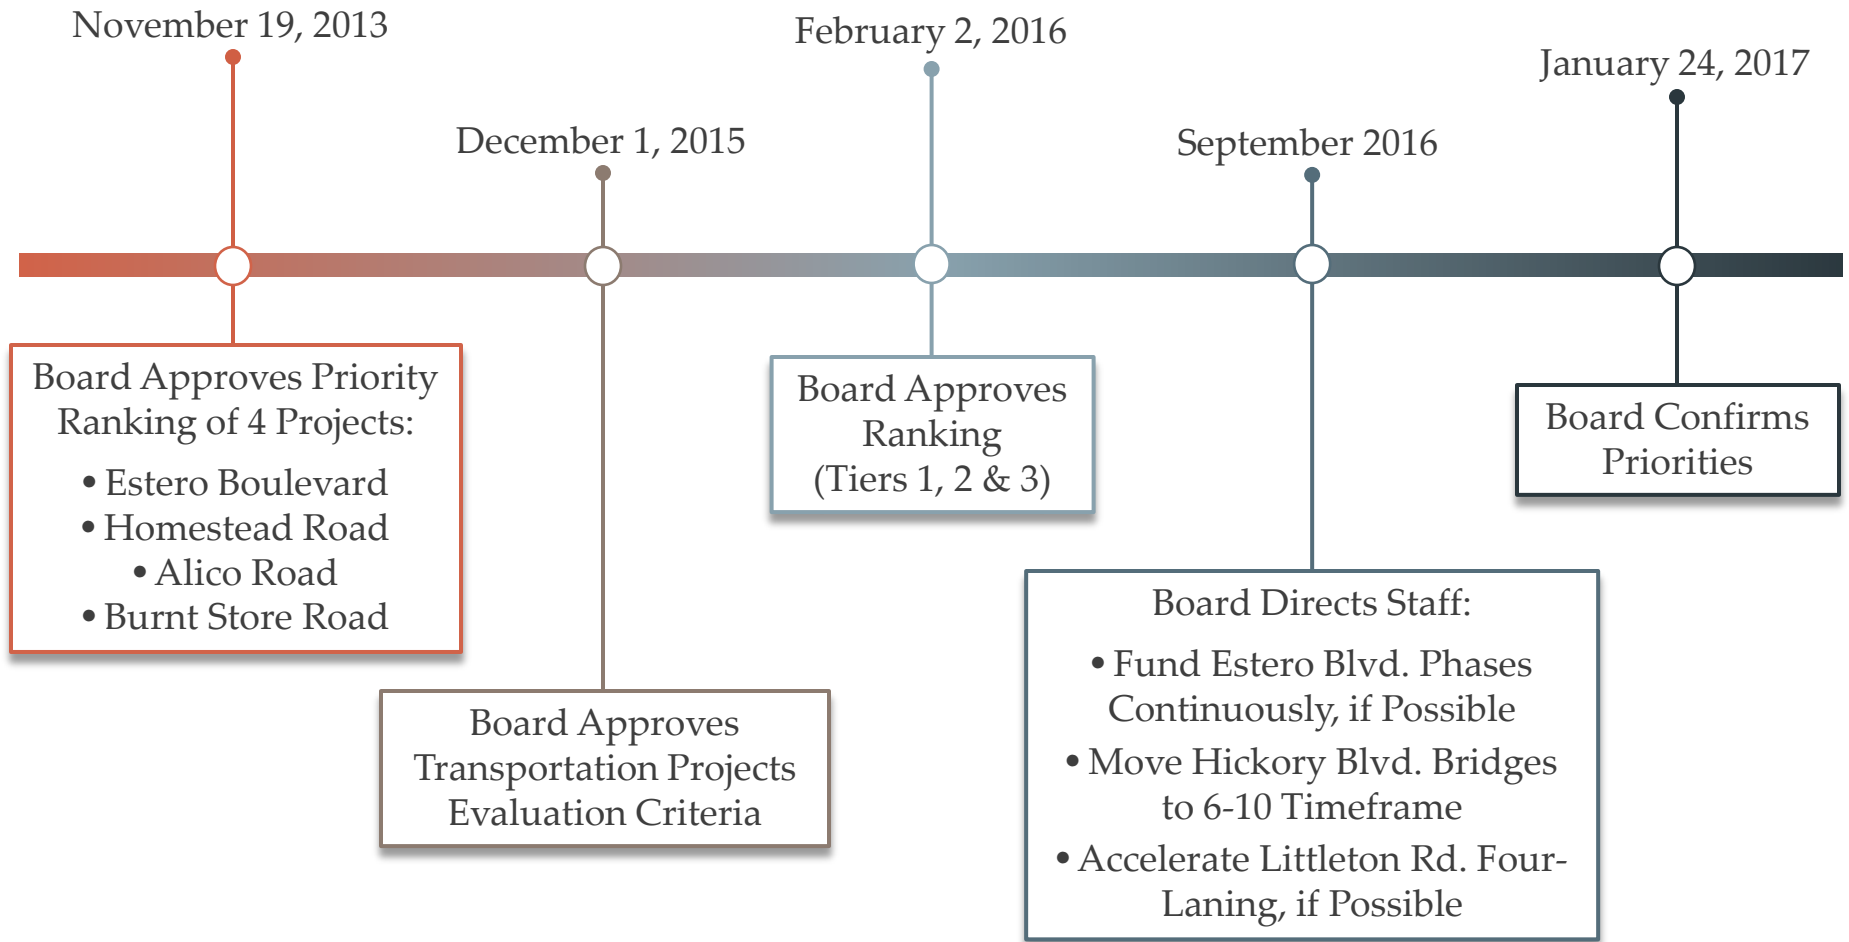 November 19, 2013
Board Approves Priority
Ranking of 4 Projects:
• Estero Boulevard
• Homestead Road
• Alico Road
• Burnt Store Road
December 1, 2015
Board Approves
Transportation Projects
Evaluation Criteria
February 2, 2016
Board Approves
Ranking
(Tiers 1, 2 & 3)
September 2016
Board Directs Staff:
• Fund Estero Blvd. Phases
Continuously, if Possible
• Move Hickory Blvd. Bridges
to 6-10 Timeframe
• Accelerate Littleton Rd. Four-
Laning, if Possible
January 24, 2017
Board Confirms
Priorities